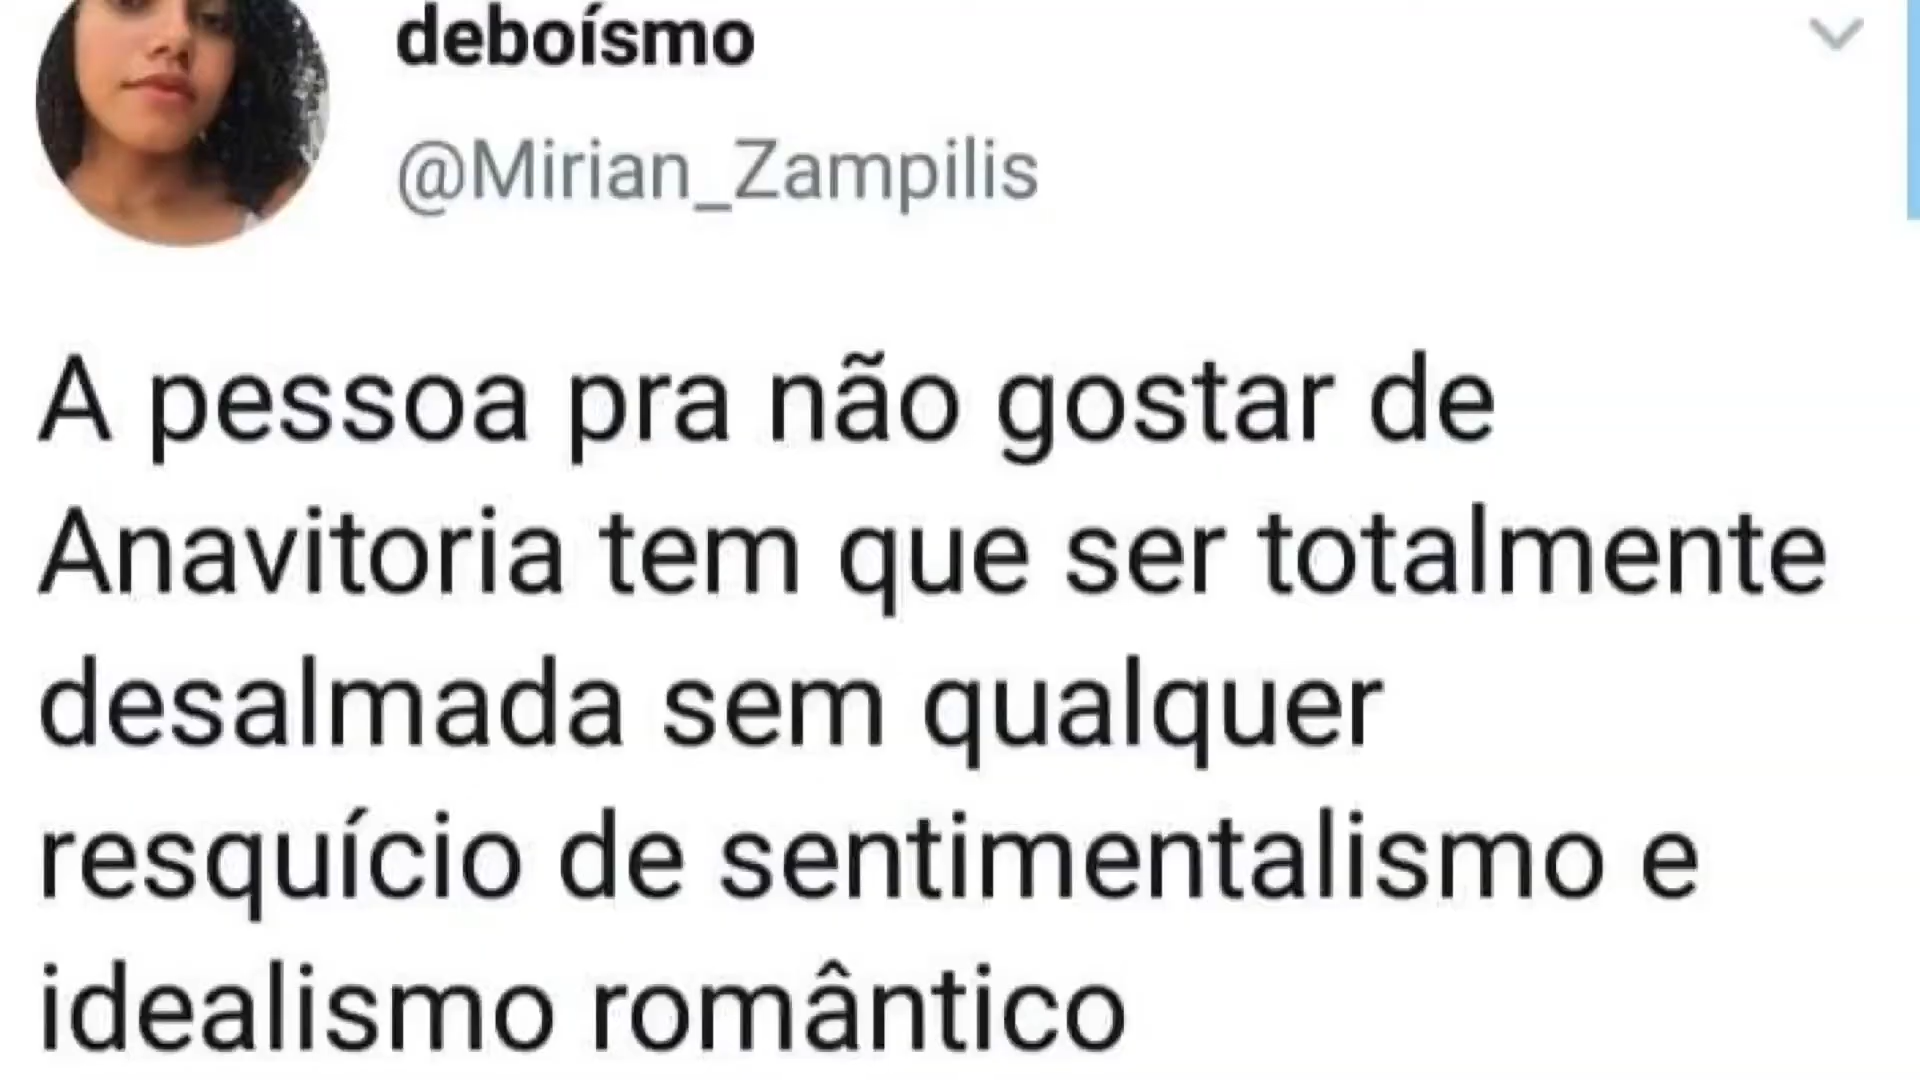 deboísmo
@Mirian_Zampilis
A pessoa pra não gostar de
Anavitoria tem que ser totalmente
desalmada sem qualquer
resquício de sentimentalismo e
idealismo romântico